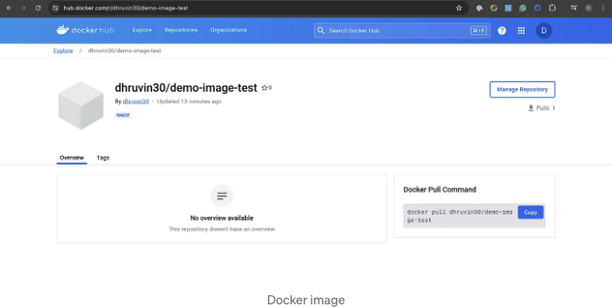 hub.docker.com/r/dhruvin30/demo-image-test
docker hub Explore Repositories Organizations Search Docker Hub ⌘+K D
Explore / dhruvin30/demo-image-test
dhruvin30/demo-image-test ☆0
Manage Repository
By dhruvin30 • Updated 13 minutes ago
IMAGE
Pulls 1
Overview Tags
Docker Pull Command
docker pull dhruvin30/demo-ima
ge-test
Copy
No overview available
This repository doesn't have an overview
Docker image